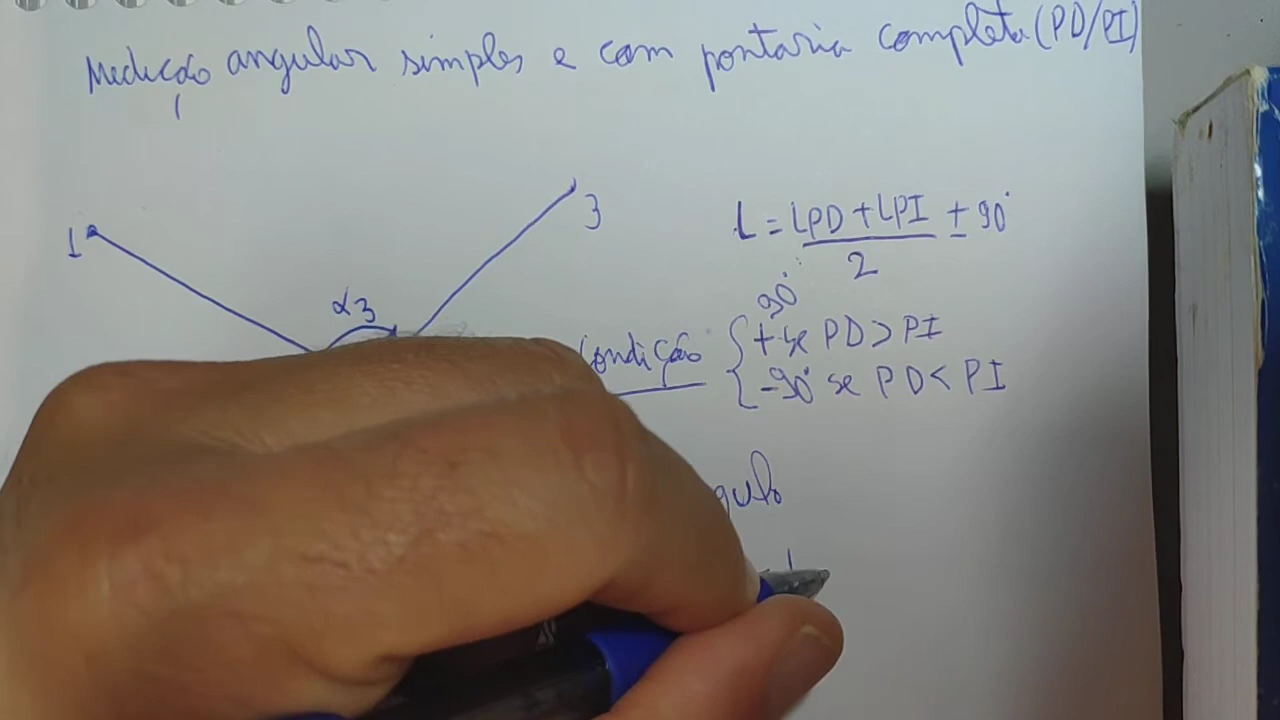 Medição angular simples e com pontaria completa (PD/PI)
1
3
α3
L = LPD + LPI ± 90°
2
Condição
90°
+ se PD > PI
-90° se PD < PI